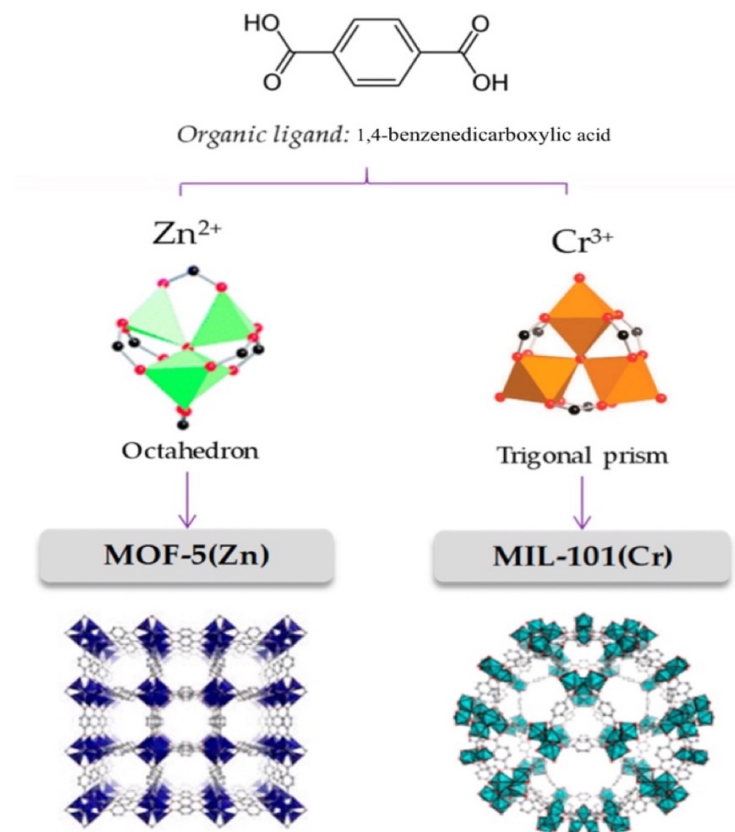 HO
O
O
OH
Organic ligand: 1,4-benzenedicarboxylic acid
Zn²⁺
Cr³⁺
Octahedron
Trigonal prism
MOF-5(Zn)
MIL-101(Cr)